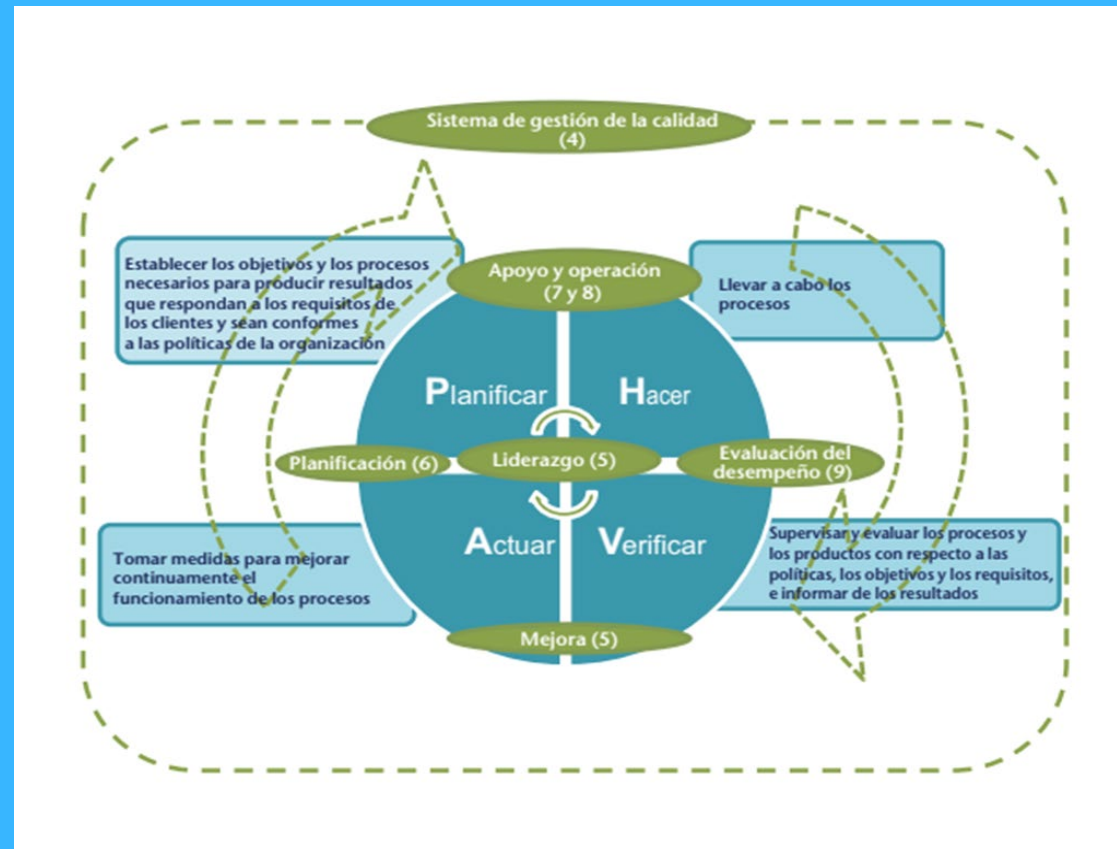 Sistema de gestión de la calidad
(4)
Establecer los objetivos y los procesos
necesarios para producir resultados
que respondan a los requisitos de
los clientes y sean conformes
a las políticas de la organización
Apoyo y operación
(7 y 8)
Llevar a cabo los
procesos
Planificar
Hacer
Planificación (6)
Liderazgo (5)
Evaluación del
desempeño (9)
Actuar
Verificar
Tomar medidas para mejorar
continuamente el
funcionamiento de los procesos
Supervisar y evaluar los procesos y
los productos con respecto a las
políticas, los objetivos y los requisitos,
e informar de los resultados
Mejora (5)